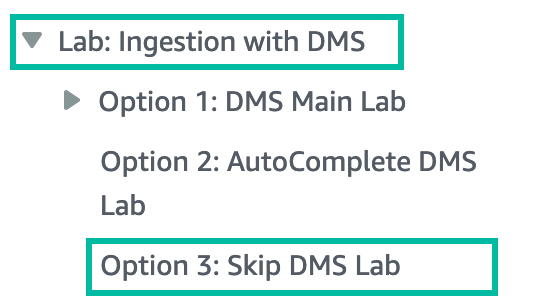 Lab: Ingestion with DMS
Option 1: DMS Main Lab
Option 2: AutoComplete DMS
Lab
Option 3: Skip DMS Lab